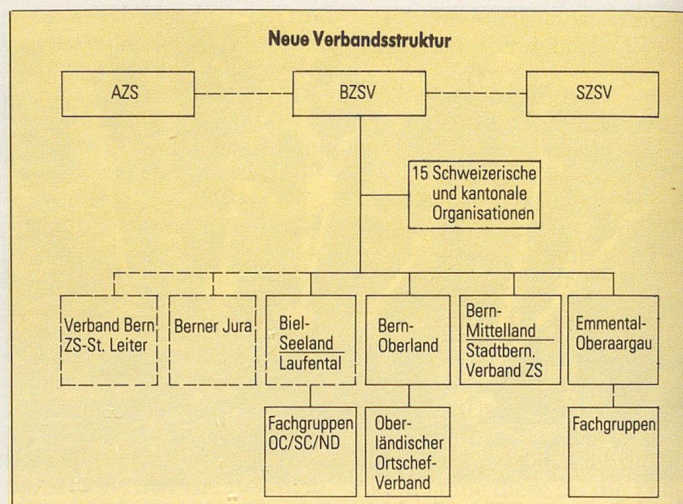 Neue Verbandsstruktur
AZS
BZSV
SZSV
15 Schweizerische
und kantonale
Organisationen
Verband Bern
ZS-St. Leiter
Berner Jura
Biel-
Seeland
Laufental
Bern-
Oberland
Bern-
Mittelland
Stadtbern.
Verband ZS
Emmental-
Oberaargau
Fachgruppen
OC/SC/ND
Ober-
ländischer
Ortschef-
Verband
Fachgruppen